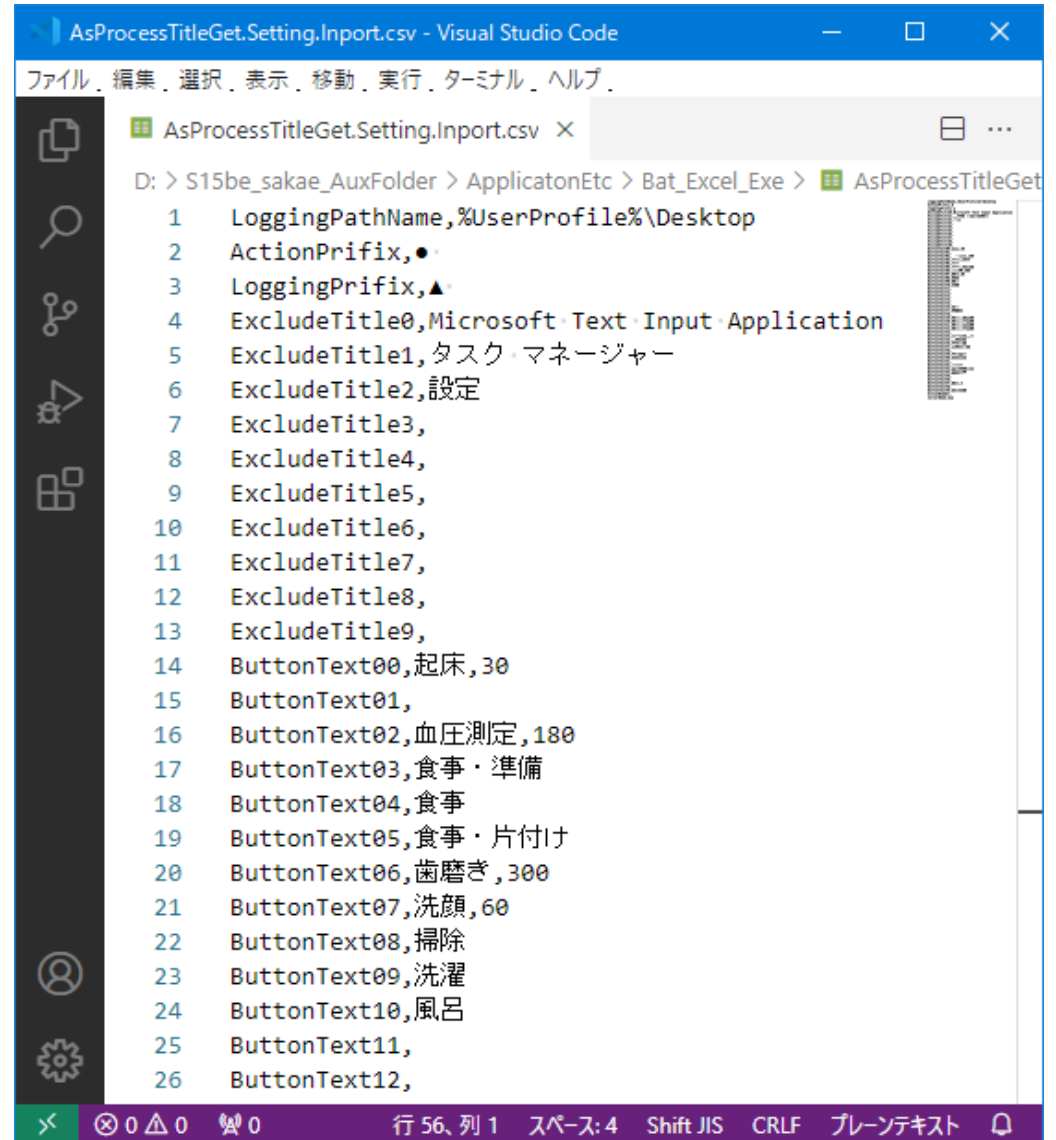 AsProcessTitleGet.Setting.Inport.csv - Visual Studio Code
ファイル 編集 選択 表示 移動 実行 ターミナル ヘルプ
AsProcessTitleGet.Setting.Inport.csv
D: > S15be_sakae_AuxFolder > ApplicatonEtc > Bat_Excel_Exe > AsProcessTitleGet
1 LoggingPathName,%UserProfile%\Desktop
2 ActionPrifix,●
3 LoggingPrifix,▲
4 ExcludeTitle0,Microsoft Text Input Application
5 ExcludeTitle1,タスク マネージャー
6 ExcludeTitle2,設定
7 ExcludeTitle3,
8 ExcludeTitle4,
9 ExcludeTitle5,
10 ExcludeTitle6,
11 ExcludeTitle7,
12 ExcludeTitle8,
13 ExcludeTitle9,
14 ButtonText00,起床,30
15 ButtonText01,
16 ButtonText02,血圧測定,180
17 ButtonText03,食事・準備
18 ButtonText04,食事
19 ButtonText05,食事・片付け
20 ButtonText06,歯磨き,300
21 ButtonText07,洗顔,60
22 ButtonText08,掃除
23 ButtonText09,洗濯
24 ButtonText10,風呂
25 ButtonText11,
26 ButtonText12,
0 0 0 行 56、列 1 スペース: 4 Shift JIS CRLF プレーンテキスト